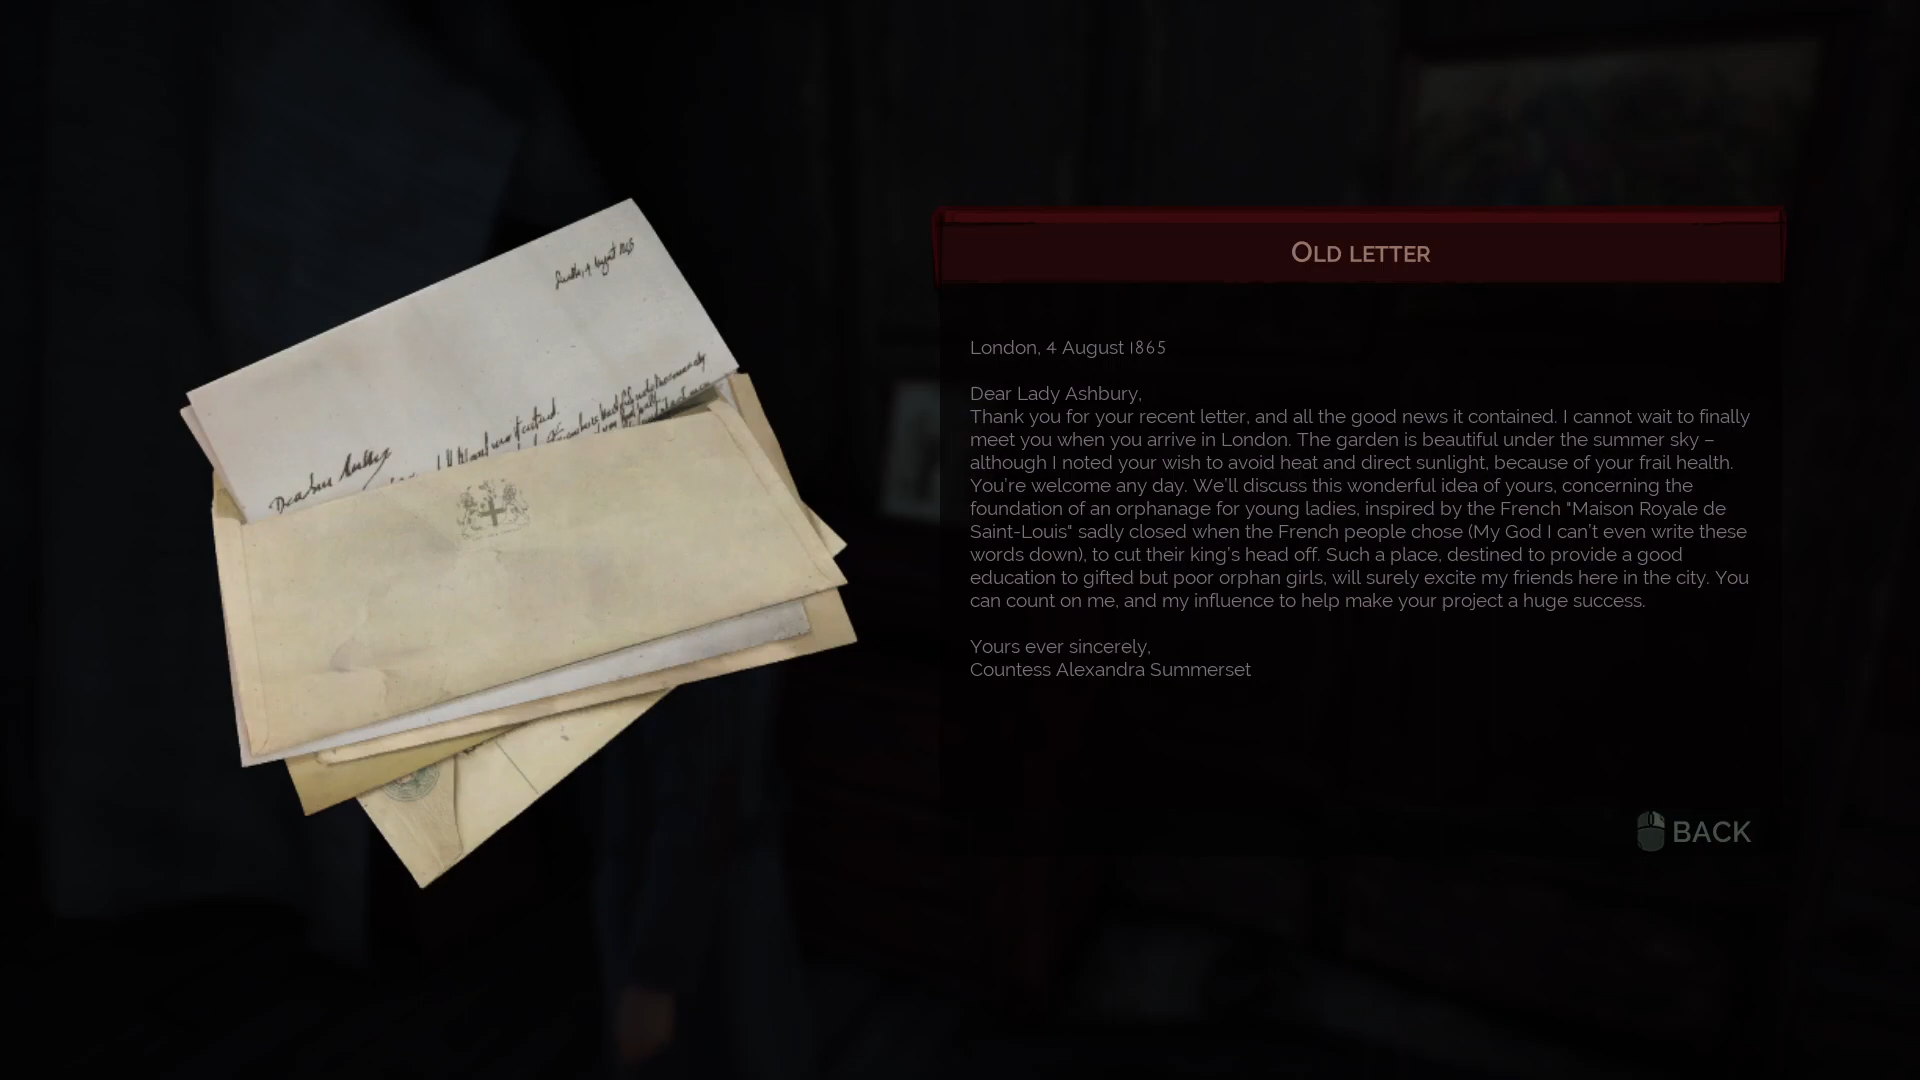 Dear
OLD LETTER
London, 4 August 1865
Dear Lady Ashbury,
Thank you for your recent letter, and all the good news it contained. I cannot wait to finally
meet you when you arrive in London. The garden is beautiful under the summer sky –
although I noted your wish to avoid heat and direct sunlight, because of your frail health.
You're welcome any day. We'll discuss this wonderful idea of yours, concerning the
foundation of an orphanage for young ladies, inspired by the French "Maison Royale de
Saint-Louis" sadly closed when the French people chose (My God I can't even write these
words down), to cut their king's head off. Such a place, destined to provide a good
education to gifted but poor orphan girls, will surely excite my friends here in the city. You
can count on me, and my influence to help make your project a huge success.
Yours ever sincerely,
Countess Alexandra Summerset
BACK